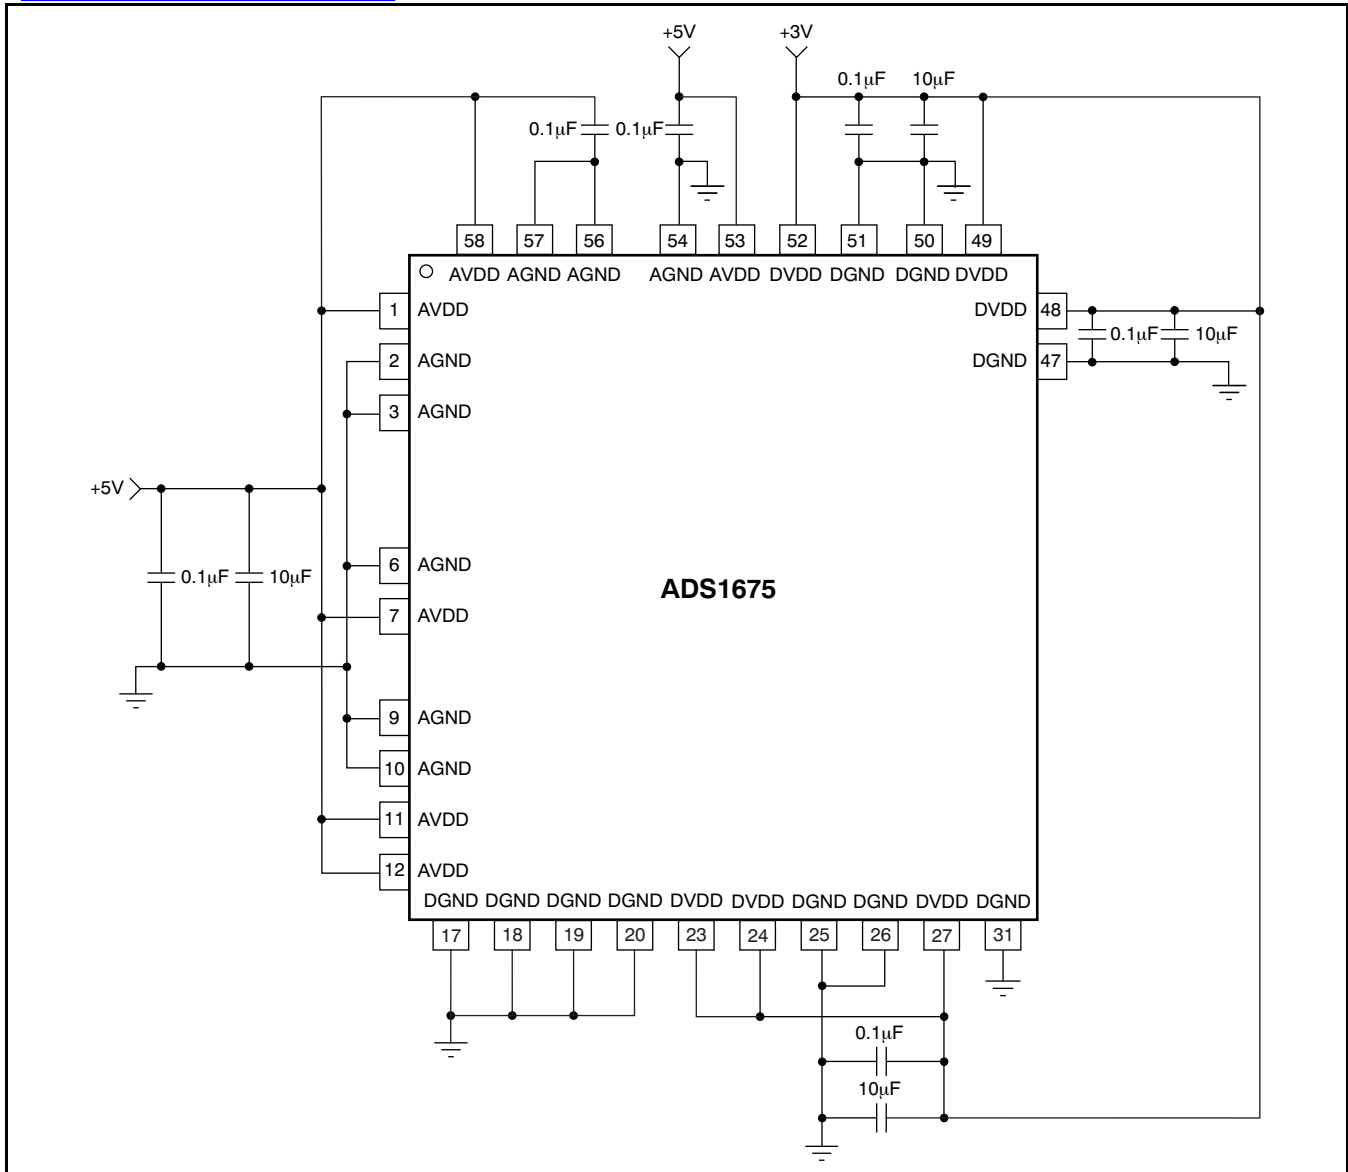 +5V +3V
0.1μF 10μF
0.1μF 0.1μF
58 57 56 54 53 52 51 50 49
AVDD AGND AGND AGND AVDD DVDD DGND DGND DVDD
1 AVDD DVDD 48
0.1μF 10μF
2 AGND DGND 47
3 AGND
+5V
6 AGND
0.1μF 10μF
ADS1675
7 AVDD
9 AGND
10 AGND
11 AVDD
12 AVDD
DGND DGND DGND DGND DVDD DVDD DGND DGND DVDD DGND
17 18 19 20 23 24 25 26 27 31
0.1μF
10μF